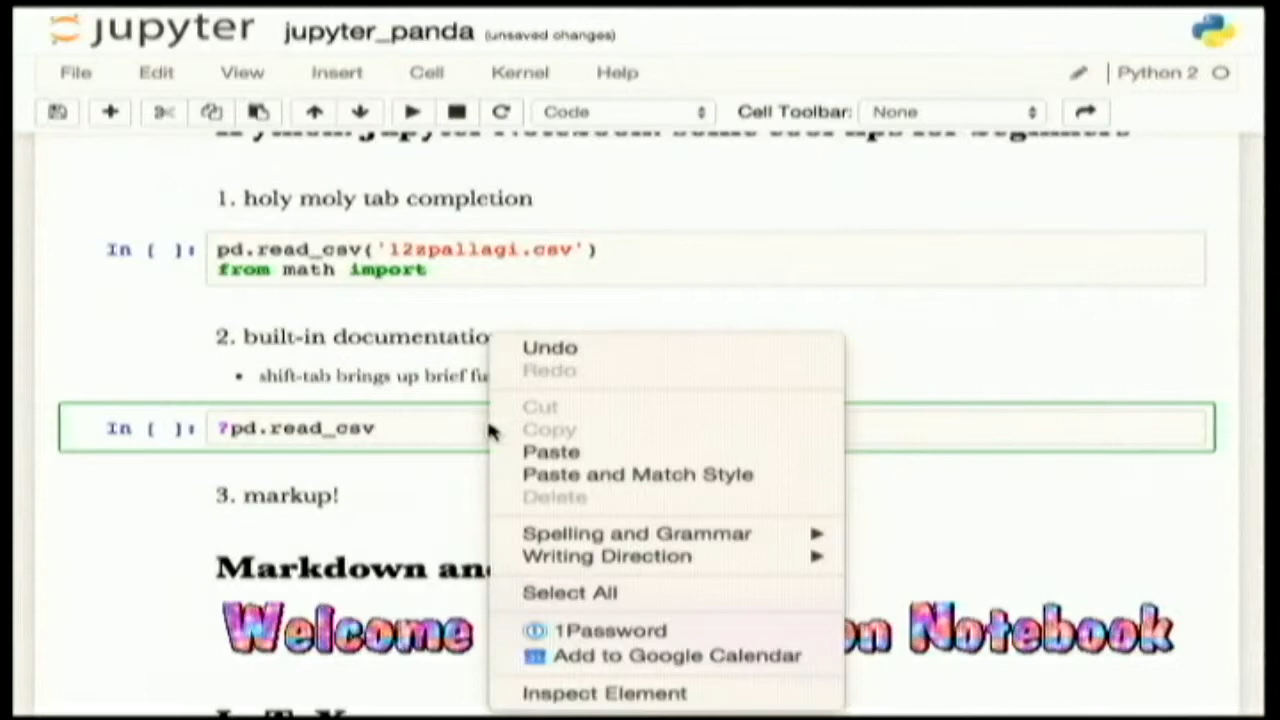 jupyter jupyter_panda (unsaved changes)
File Edit View Insert Cell Kernel Help Python 2
Code Cell Toolbar: None
1. holy moly tab completion
In [ ]: pd.read_csv('12zpallagi.csv')
from math import
2. built-in documentatio
shift-tab brings up brief fu
In [ ]: ?pd.read_csv
3. markup!
Markdown and
Welcome on Notebook
Undo
Redo
Cut
Copy
Paste
Paste and Match Style
Delete
Spelling and Grammar
Writing Direction
Select All
1Password
Add to Google Calendar
Inspect Element